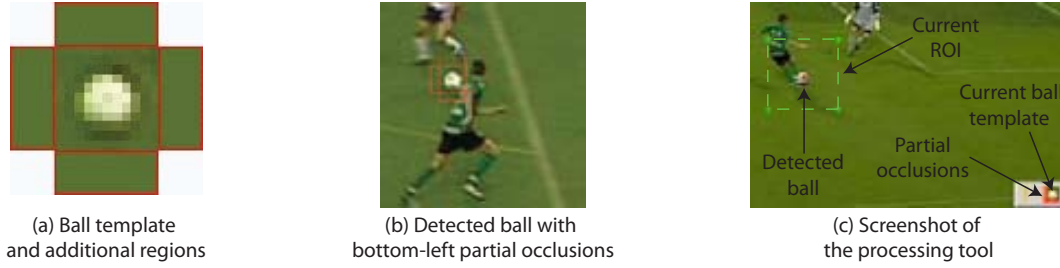 Current
ROI
Current ball
template
Partial
occlusions
Detected
ball
(a) Ball template
and additional regions
(b) Detected ball with
bottom-left partial occlusions
(c) Screenshot of
the processing tool